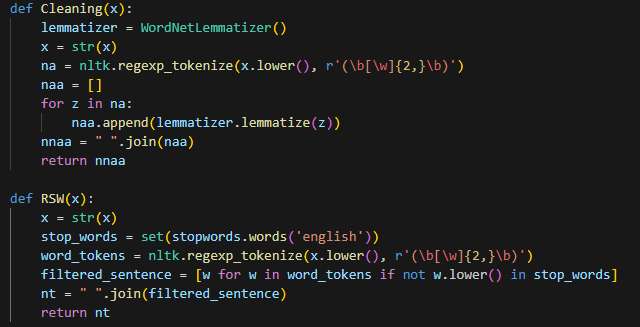 def Cleaning(x):
    lemmatizer = WordNetLemmatizer()
    x = str(x)
    na = nltk.regexp_tokenize(x.lower(), r'(\b[\w]{2,}\b)')
    naa = []
    for z in na:
        naa.append(lemmatizer.lemmatize(z))
    nnaa = " ".join(naa)
    return nnaa
def RSW(x):
    x = str(x)
    stop_words = set(stopwords.words('english'))
    word_tokens = nltk.regexp_tokenize(x.lower(), r'(\b[\w]{2,}\b)')
    filtered_sentence = [w for w in word_tokens if not w.lower() in stop_words]
    nt = " ".join(filtered_sentence)
    return nt